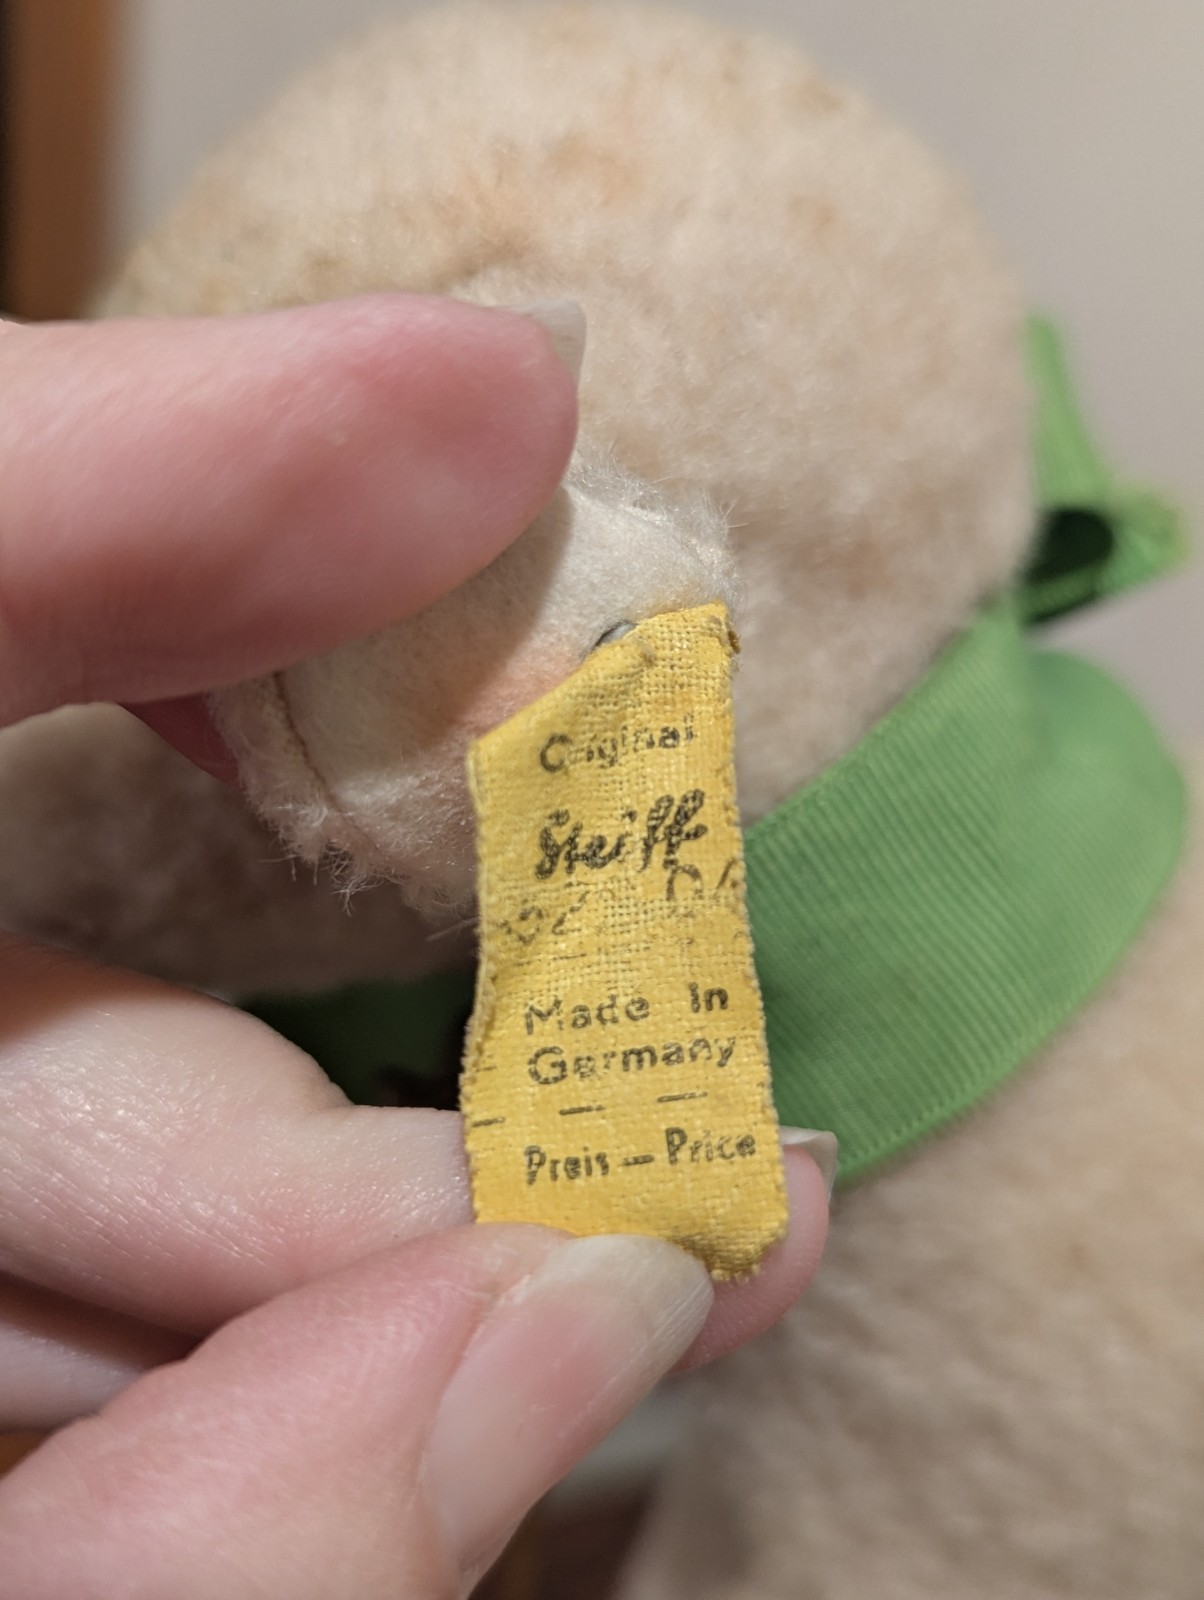 Original
Steiff
Made in
Germany
Preis — Price